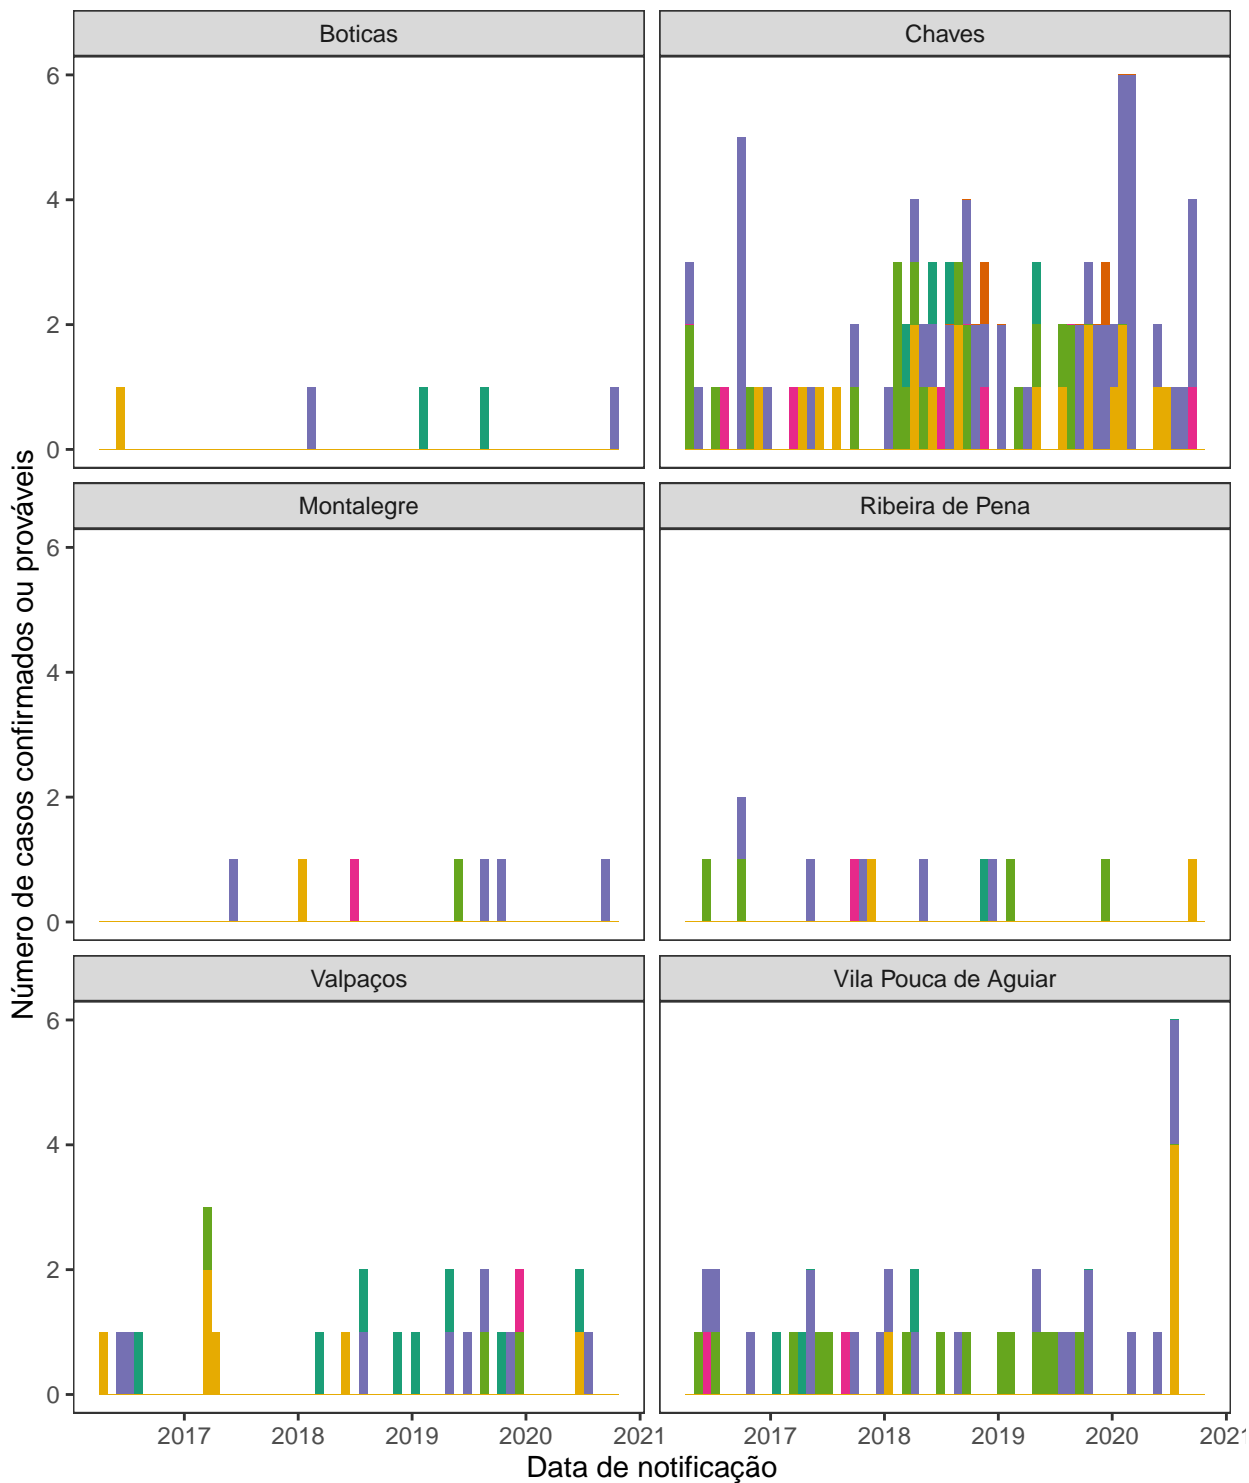 Boticas
Chaves
6
4
2
0
Montalegre
Ribeira de Pena
6
4
2
0
Valpaços
Vila Pouca de Aguiar
6
4
2
0
2017 2018 2019 2020 2021
2017 2018 2019 2020 2021
Data de notificação
Número de casos confirmados ou prováveis